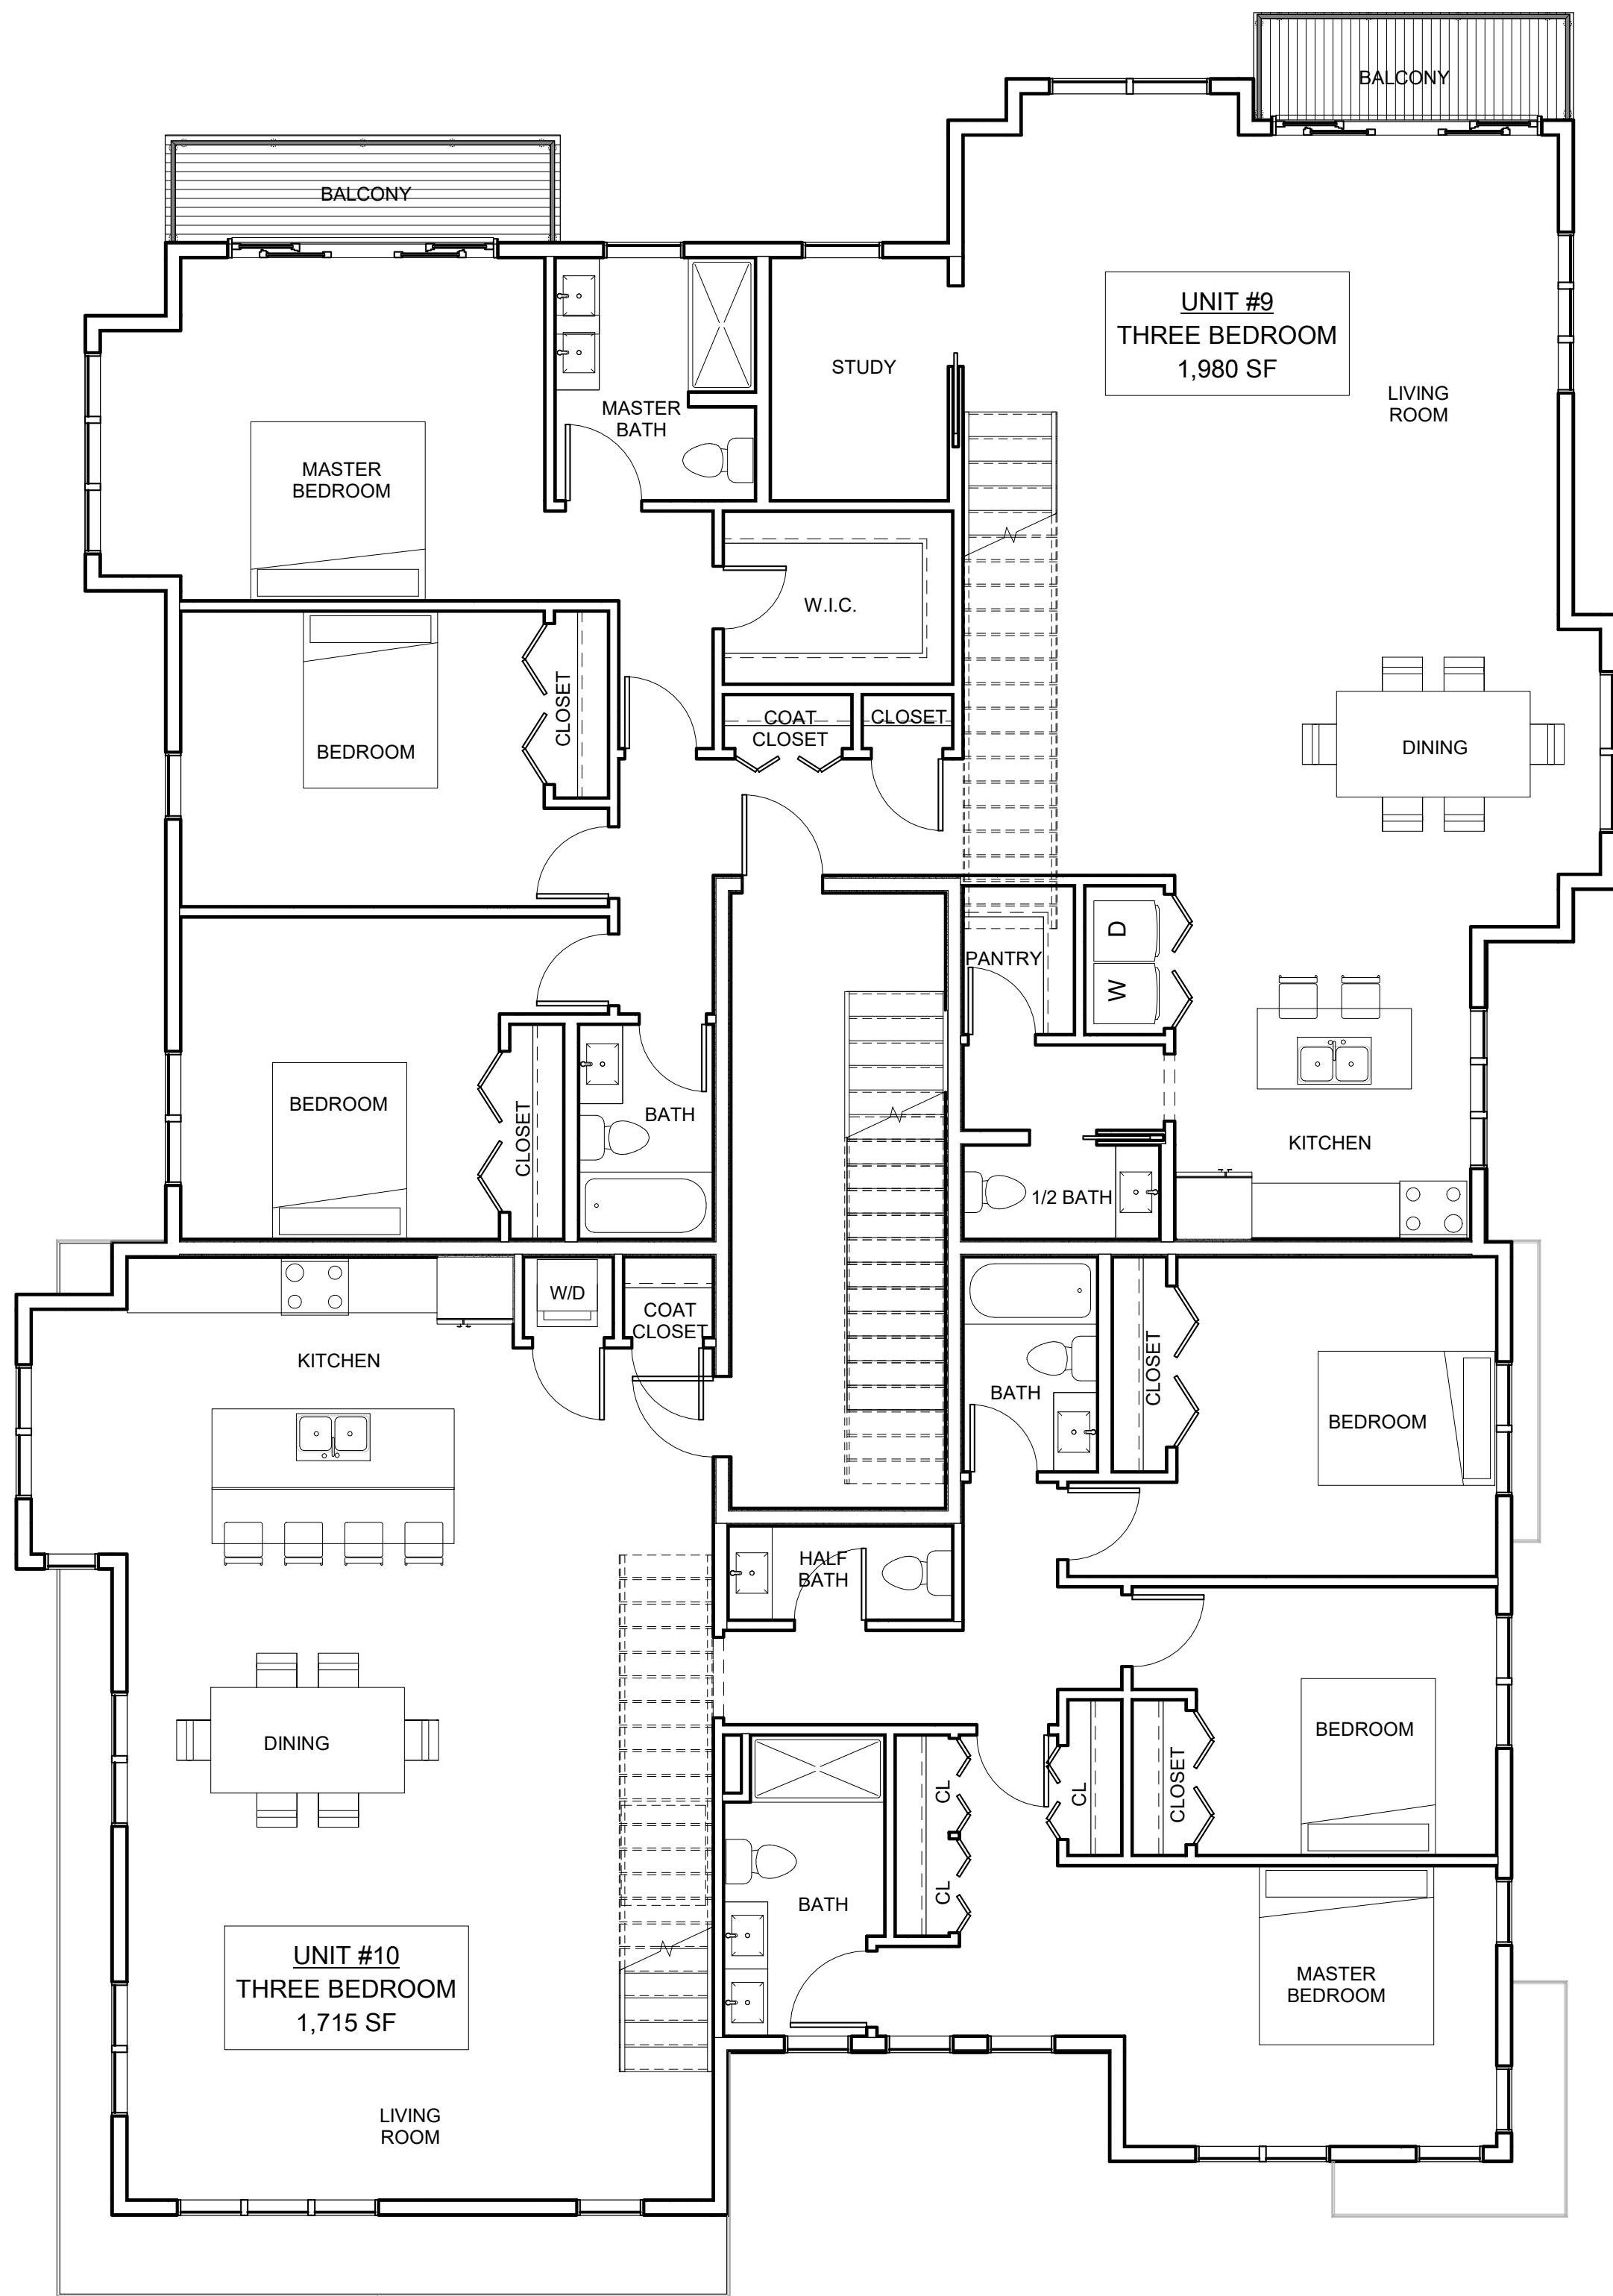 BALCONY
BALCONY
UNIT #9
THREE BEDROOM
1,980 SF
STUDY
LIVING
ROOM
MASTER
BATH
MASTER
BEDROOM
W.I.C.
CLOSET
COAT
CLOSET
CLOSET
BEDROOM
DINING
D
W
PANTRY
BEDROOM
CLOSET
BATH
KITCHEN
1/2 BATH
W/D
COAT
CLOSET
KITCHEN
BATH
CLOSET
BEDROOM
HALF
BATH
DINING
BEDROOM
CL
CL
CLOSET
CL
BATH
UNIT #10
THREE BEDROOM
1,715 SF
MASTER
BEDROOM
LIVING
ROOM